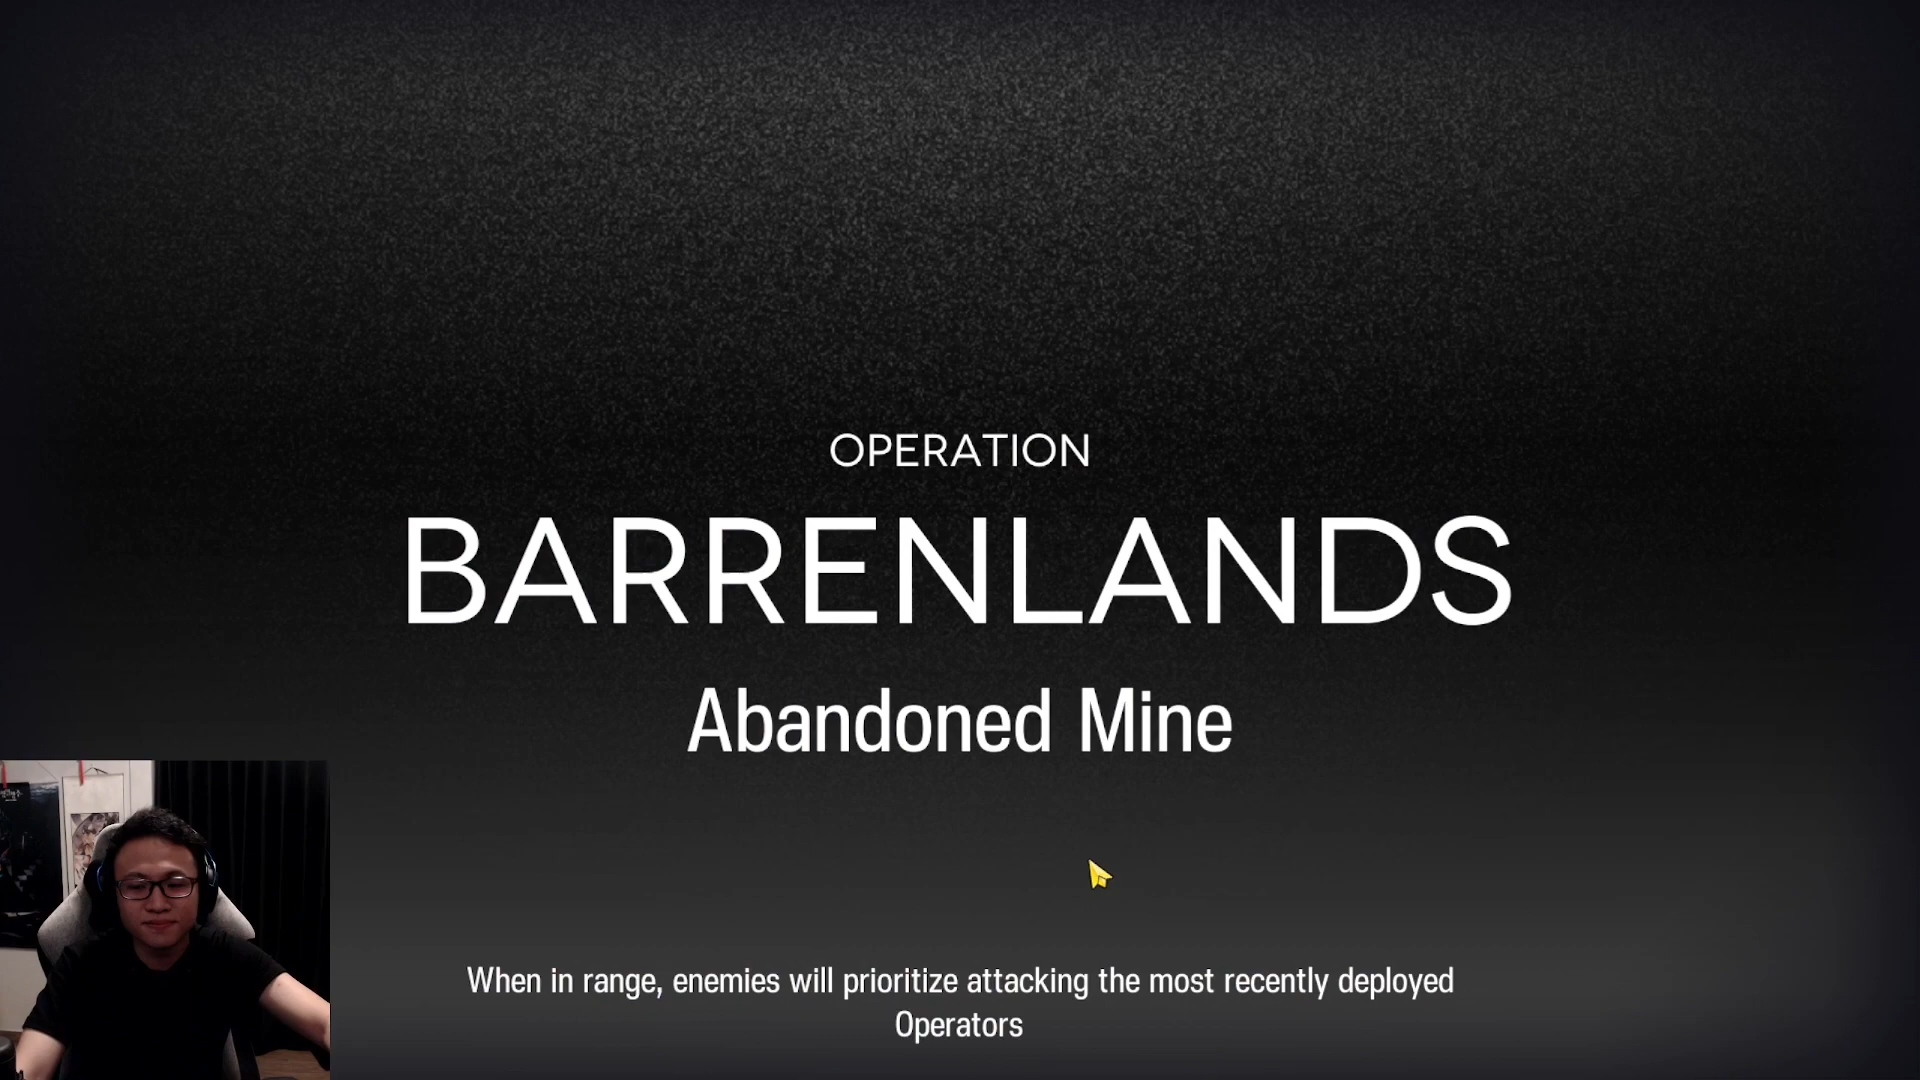 OPERATION
BARRENLANDS
Abandoned Mine
When in range, enemies will prioritize attacking the most recently deployed
Operators